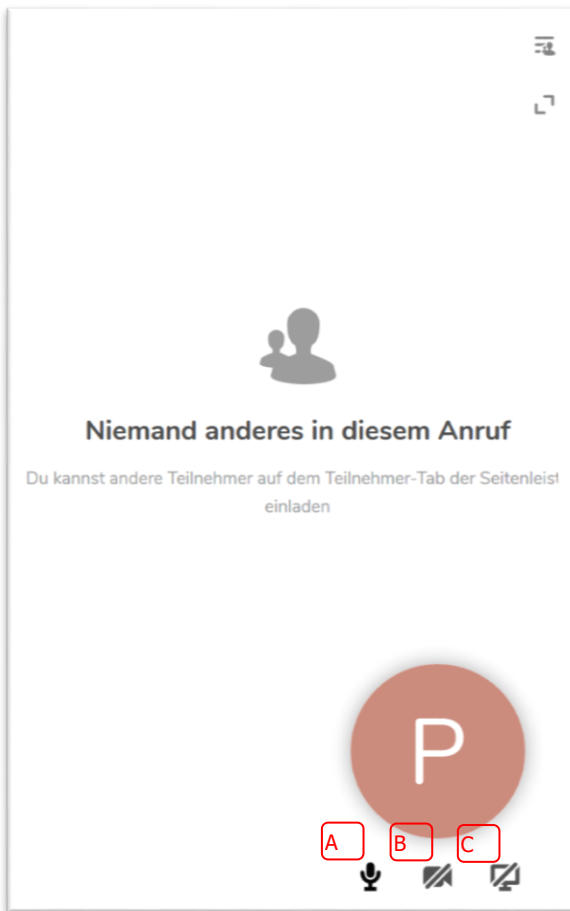 Niemand anderes in diesem Anruf
Du kannst andere Teilnehmer auf dem Teilnehmer-Tab der Seitenleist
einladen
P
A B C